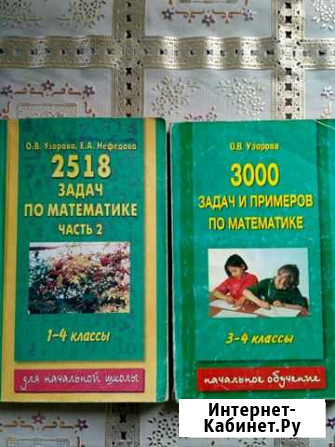 О.В. Узорова, Е.А. Нефедова
2518
ЗАДАЧ
ПО МАТЕМАТИКЕ
ЧАСТЬ 2
1-4 классы
для начальной школы
О.В. Узорова
3000
ЗАДАЧ И ПРИМЕРОВ
ПО МАТЕМАТИКЕ
3-4 классы
начальное обучение
Интернет-
Кабинет.Ру